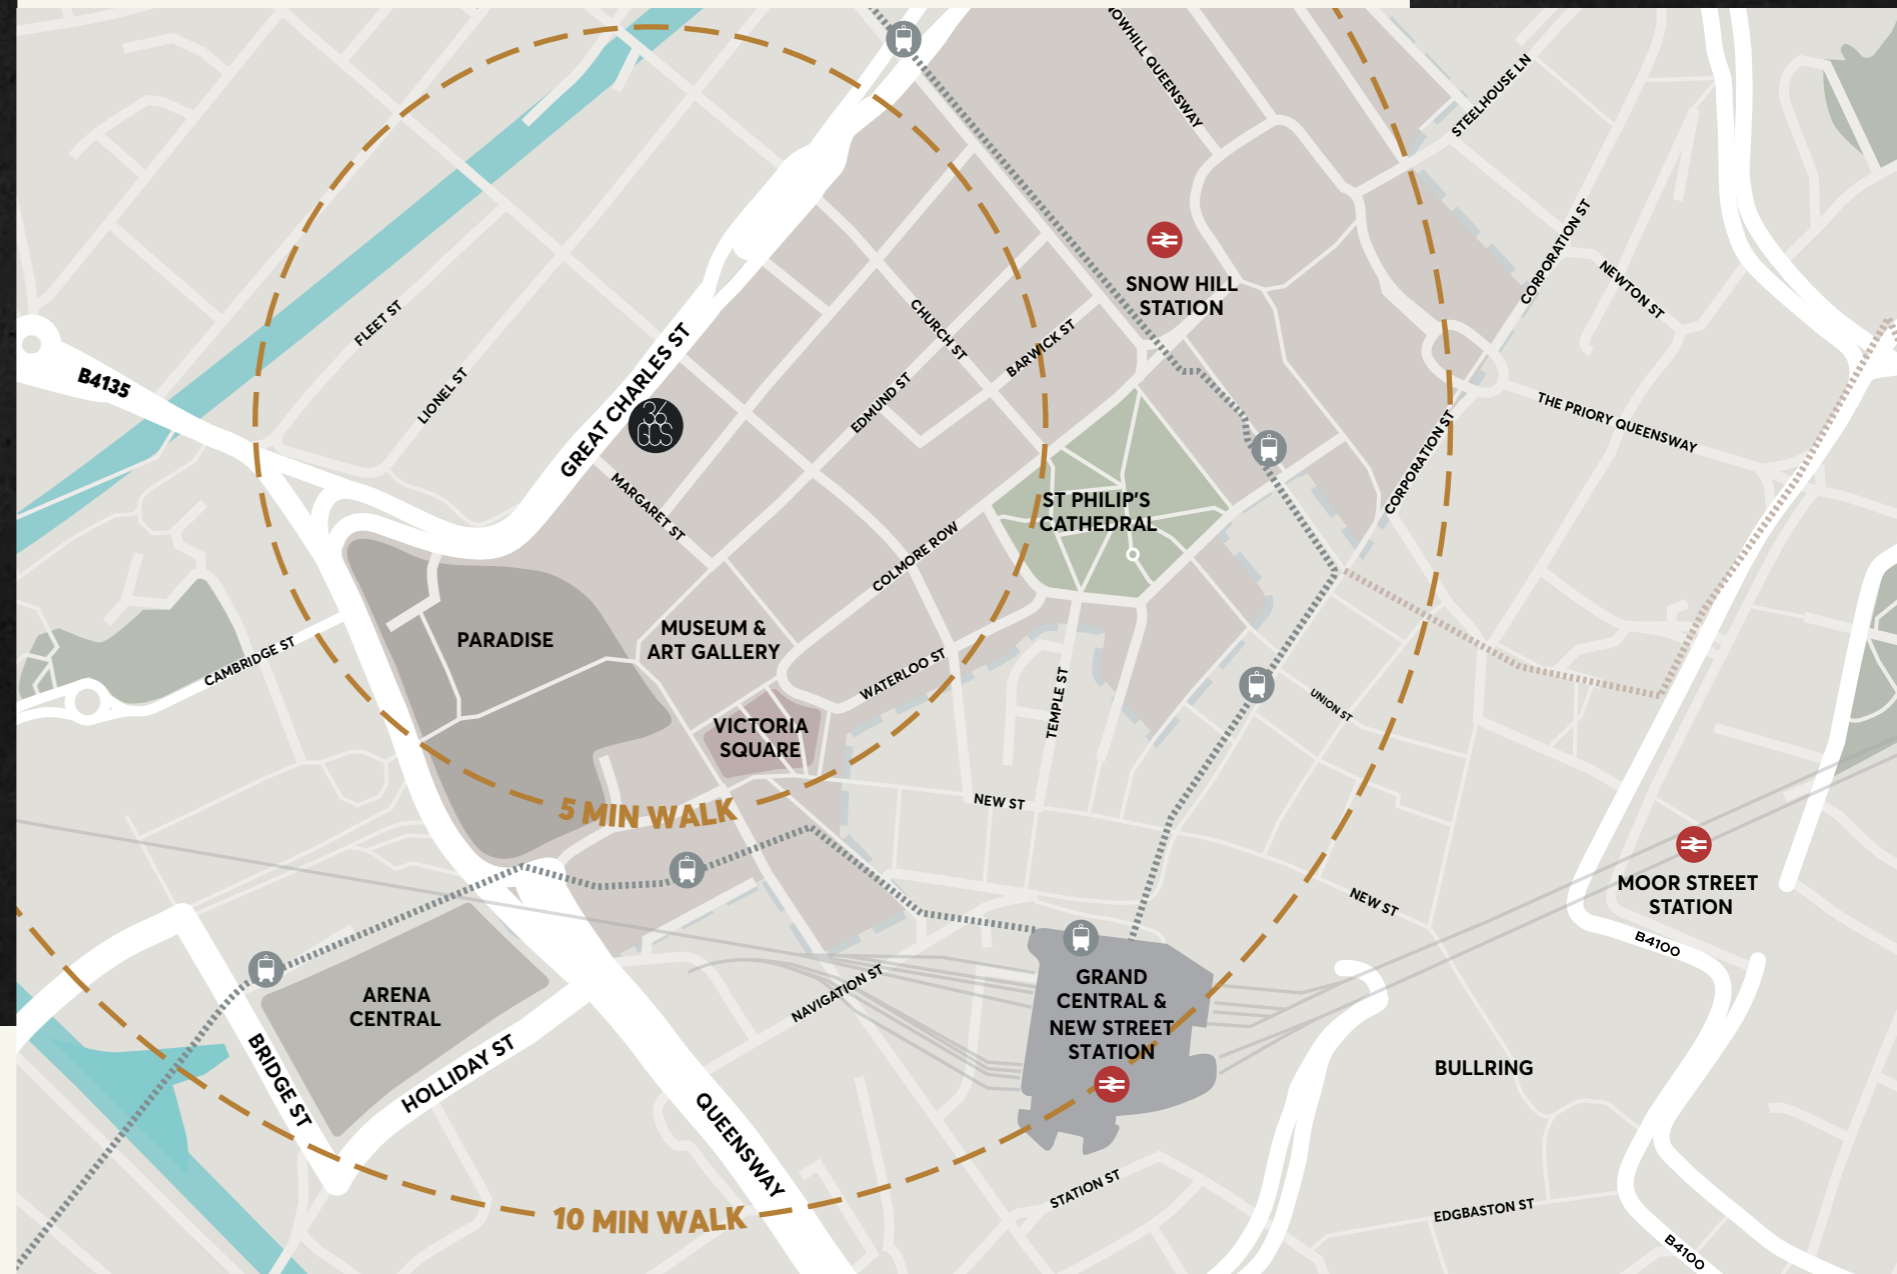 SNOWHILL QUEENSWAY
STEELHOUSE LN
CORPORATION ST
NEWTON ST
SNOW HILL
STATION
FLEET ST
LIONEL ST
B4135
GREAT CHARLES ST
36
GCS
CHURCH ST
BARWICK ST
EDMUND ST
MARGARET ST
THE PRIORY QUEENSWAY
CORPORATION ST
ST PHILIP'S
CATHEDRAL
COLMORE ROW
PARADISE
MUSEUM &
ART GALLERY
CAMBRIDGE ST
WATERLOO ST
TEMPLE ST
UNION ST
VICTORIA
SQUARE
5 MIN WALK
NEW ST
NEW ST
MOOR STREET
STATION
B4100
NAVIGATION ST
GRAND
CENTRAL &
NEW STREET
STATION
ARENA
CENTRAL
BRIDGE ST
HOLLIDAY ST
QUEENSWAY
BULLRING
STATION ST
EDGBASTON ST
10 MIN WALK
B4100